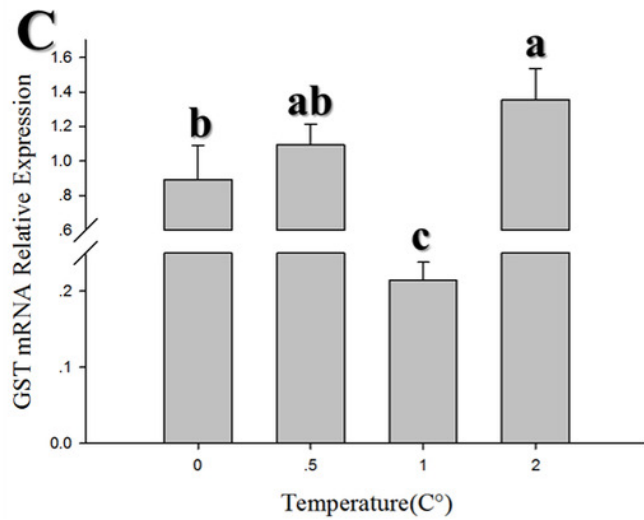 C
GST mRNA Relative Expression
1.6
1.4
1.2
1.0
.8
.6
.2
.1
0.0
b
ab
c
a
0 .5 1 2
Temperature(C°)